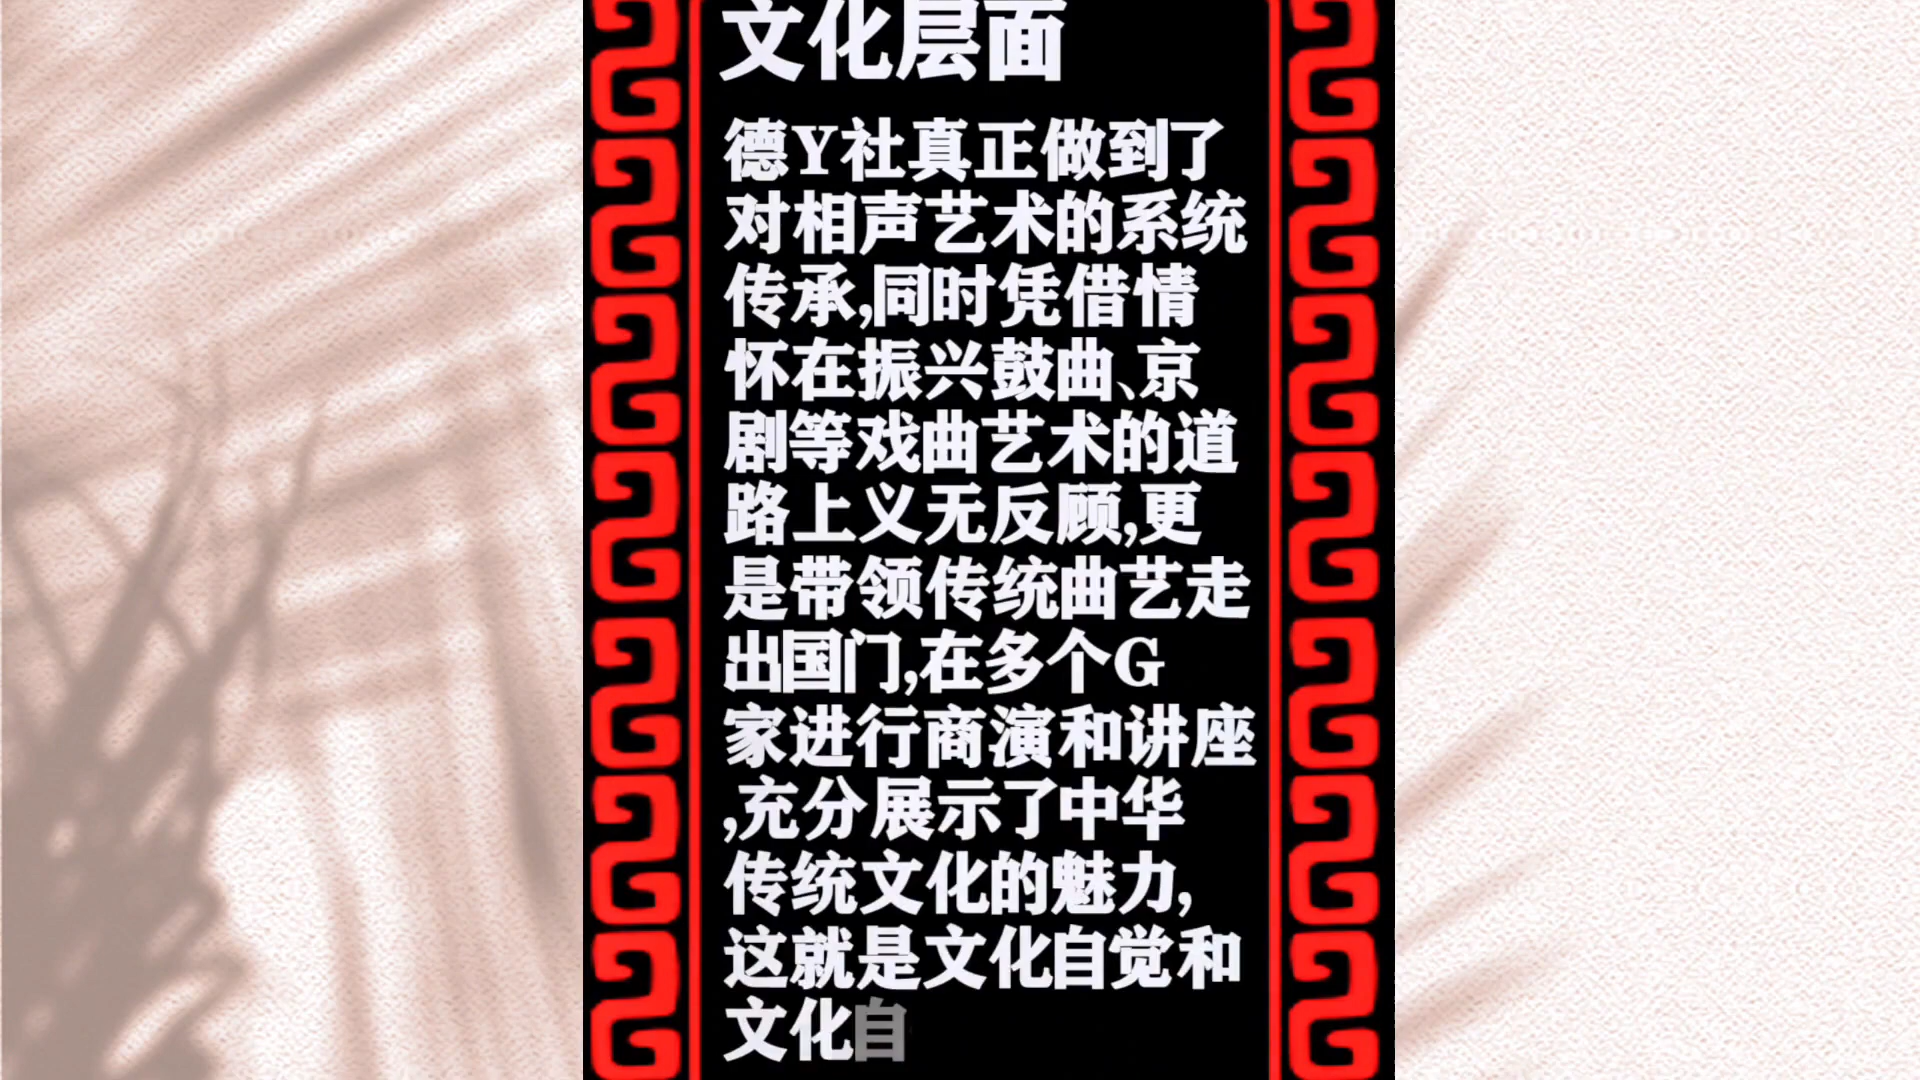 文化层面
德Y社真正做到了
对相声艺术的系统
传承,同时凭借情
怀在振兴鼓曲、京
剧等戏曲艺术的道
路上义无反顾,更
是带领传统曲艺走
出国门,在多个G
家进行商演和讲座
,充分展示了中华
传统文化的魅力,
这就是文化自觉和
文化自